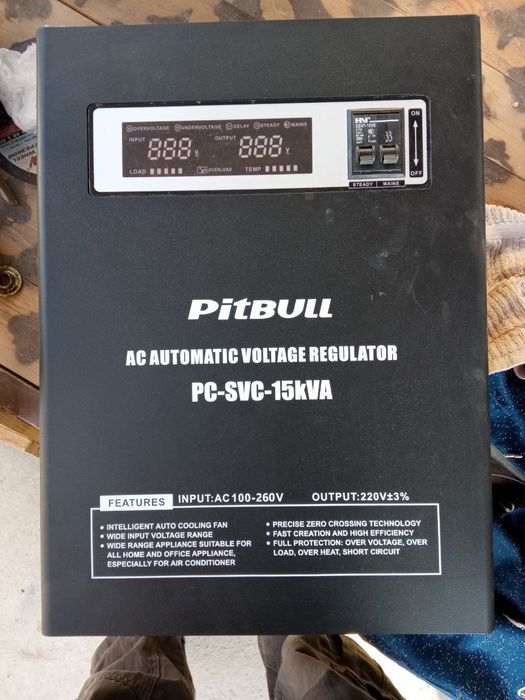 OVERVOLTAGE UNDERVOLTAGE DELAY STEADY MAINS
INPUT 888 V OUTPUT 888 V
LOAD OVERLOAD TEMP
HNI
ON
OFF
STEADY MAINS
PitBULL
AC AUTOMATIC VOLTAGE REGULATOR
PC-SVC-15kVA
FEATURES INPUT:AC100-260V OUTPUT:220V±3%
• INTELLIGENT AUTO COOLING FAN
• WIDE INPUT VOLTAGE RANGE
• WIDE RANGE APPLIANCE SUITABLE FOR
ALL HOME AND OFFICE APPLIANCE,
ESPECIALLY FOR AIR CONDITIONER
• PRECISE ZERO CROSSING TECHNOLOGY
• FAST CREATION AND HIGH EFFICIENCY
• FULL PROTECTION: OVER VOLTAGE, OVER
LOAD, OVER HEAT, SHORT CIRCUIT